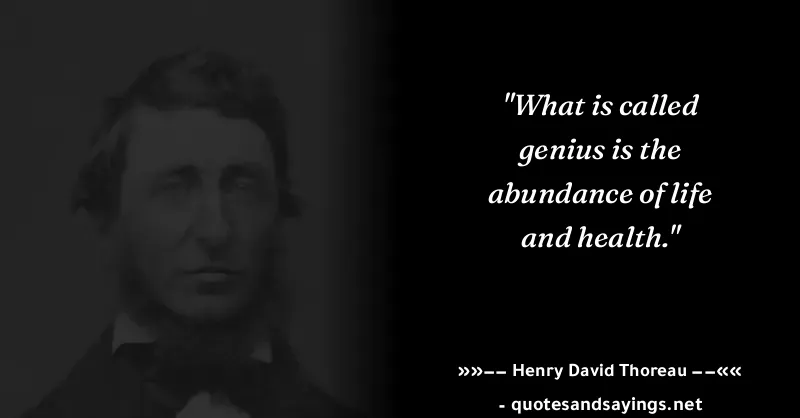 "What is called
genius is the
abundance of life
and health."
»»–– Henry David Thoreau ––««
- quotesandsayings.net